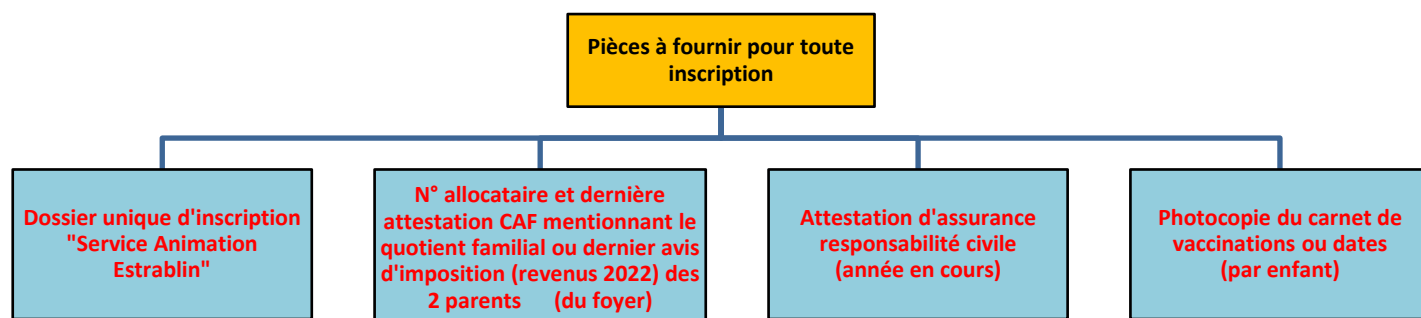 Pièces à fournir pour toute
inscription
Dossier unique d'inscription
"Service Animation
Estrablin"
N° allocataire et dernière
attestation CAF mentionnant le
quotient familial ou dernier avis
d'imposition (revenus 2022) des
2 parents (du foyer)
Attestation d'assurance
responsabilité civile
(année en cours)
Photocopie du carnet de
vaccinations ou dates
(par enfant)